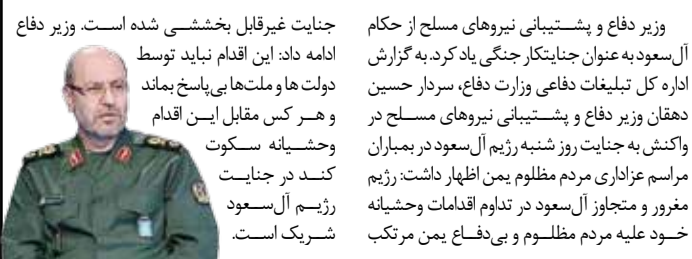 وزیر دفاع و پشتیبانی نیروهای مسلح از حکام
آل‌سعود به عنوان جنایتکار جنگی یاد کرد. به گزارش
اداره کل تبلیغات دفاعی وزارت دفاع، سردار حسین
دهقان وزیر دفاع و پشتیبانی نیروهای مسلح در
واکنش به جنایت روز شنبه رژیم آل‌سعود در بمباران
مراسم عزاداری مردم مظلوم یمن اظهار داشت: رژیم
مغرور و متجاوز آل‌سعود در تداوم اقدامات وحشیانه
خود علیه مردم مظلوم و بی‌دفاع یمن مرتکب
جنایت غیرقابل بخششی شده است. وزیر دفاع
ادامه داد: این اقدام نباید توسط
دولت ها و ملت‌ها بی‌پاسخ بماند
و هر کس مقابل این اقدام
وحشیانه سکوت
کند در جنایت
رژیم آل‌سعود
شریک است.